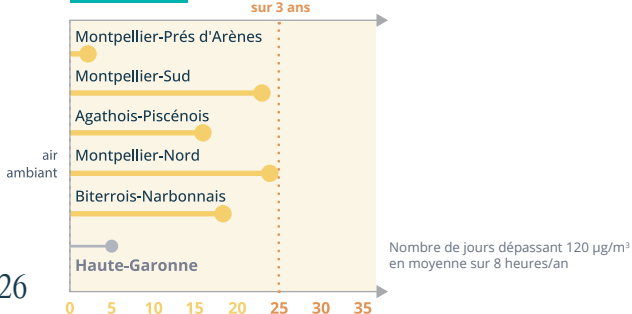 sur 3 ans
Montpellier-Prés d'Arènes
Montpellier-Sud
Agathois-Piscénois
air
ambiant
Montpellier-Nord
Biterrois-Narbonnais
Haute-Garonne
Nombre de jours dépassant 120 µg/m³
en moyenne sur 8 heures/an
26
0 5 10 15 20 25 30 35